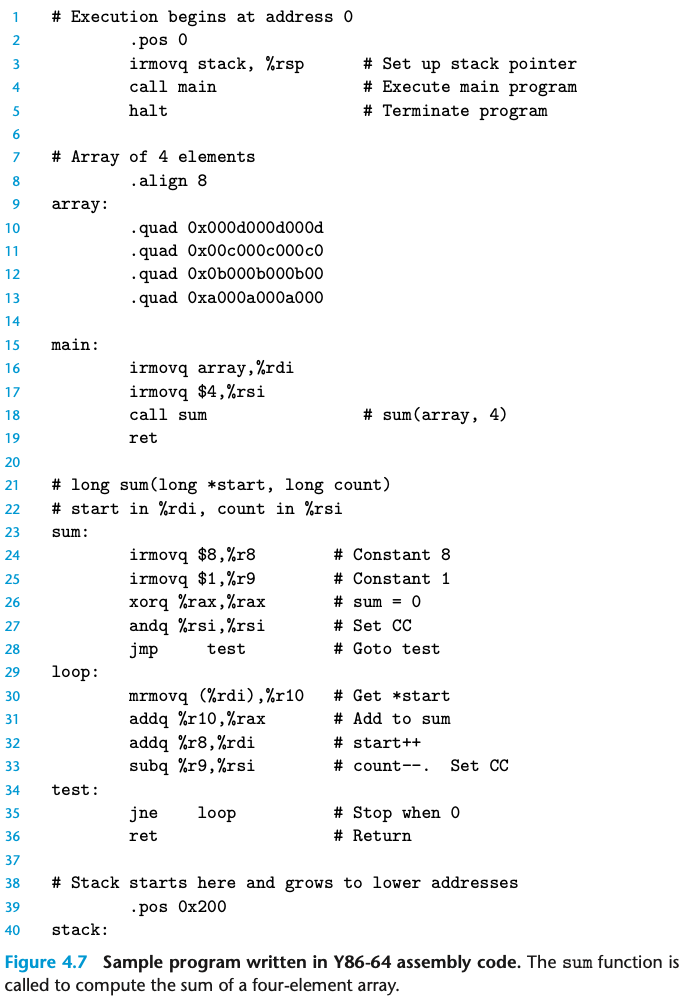 1 # Execution begins at address 0
2 .pos 0
3 irmovq stack, %rsp # Set up stack pointer
4 call main # Execute main program
5 halt # Terminate program
6
7 # Array of 4 elements
8 .align 8
9 array:
10 .quad 0x000d000d000d
11 .quad 0x00c000c000c0
12 .quad 0x0b000b000b00
13 .quad 0xa000a000a000
14
15 main:
16 irmovq array,%rdi
17 irmovq $4,%rsi
18 call sum # sum(array, 4)
19 ret
20
21 # long sum(long *start, long count)
22 # start in %rdi, count in %rsi
23 sum:
24 irmovq $8,%r8 # Constant 8
25 irmovq $1,%r9 # Constant 1
26 xorq %rax,%rax # sum = 0
27 andq %rsi,%rsi # Set CC
28 jmp test # Goto test
29 loop:
30 mrmovq (%rdi),%r10 # Get *start
31 addq %r10,%rax # Add to sum
32 addq %r8,%rdi # start++
33 subq %r9,%rsi # count--. Set CC
34 test:
35 jne loop # Stop when 0
36 ret # Return
37
38 # Stack starts here and grows to lower addresses
39 .pos 0x200
40 stack:
Figure 4.7 Sample program written in Y86-64 assembly code. The sum function is
called to compute the sum of a four-element array.